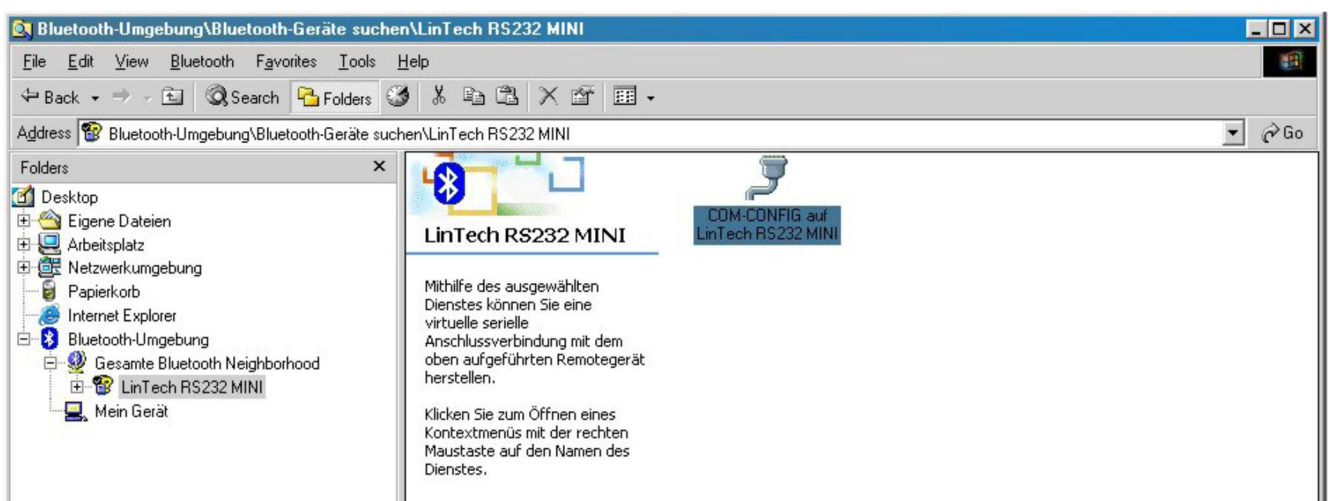 Bluetooth-Umgebung\Bluetooth-Geräte suchen\LinTech RS232 MINI
File Edit View Bluetooth Favorites Tools Help
Back Search Folders
Address Bluetooth-Umgebung\Bluetooth-Geräte suchen\LinTech RS232 MINI Go
Folders
Desktop
Eigene Dateien
Arbeitsplatz
Netzwerkumgebung
Papierkorb
Internet Explorer
Bluetooth-Umgebung
Gesamte Bluetooth Neighborhood
LinTech RS232 MINI
Mein Gerät
LinTech RS232 MINI
Mithilfe des ausgewählten
Dienstes können Sie eine
virtuelle serielle
Anschlussverbindung mit dem
oben aufgeführten Remotegerät
herstellen.
Klicken Sie zum Öffnen eines
Kontextmenüs mit der rechten
Maustaste auf den Namen des
Dienstes.
COM-CONFIG auf
LinTech RS232 MINI